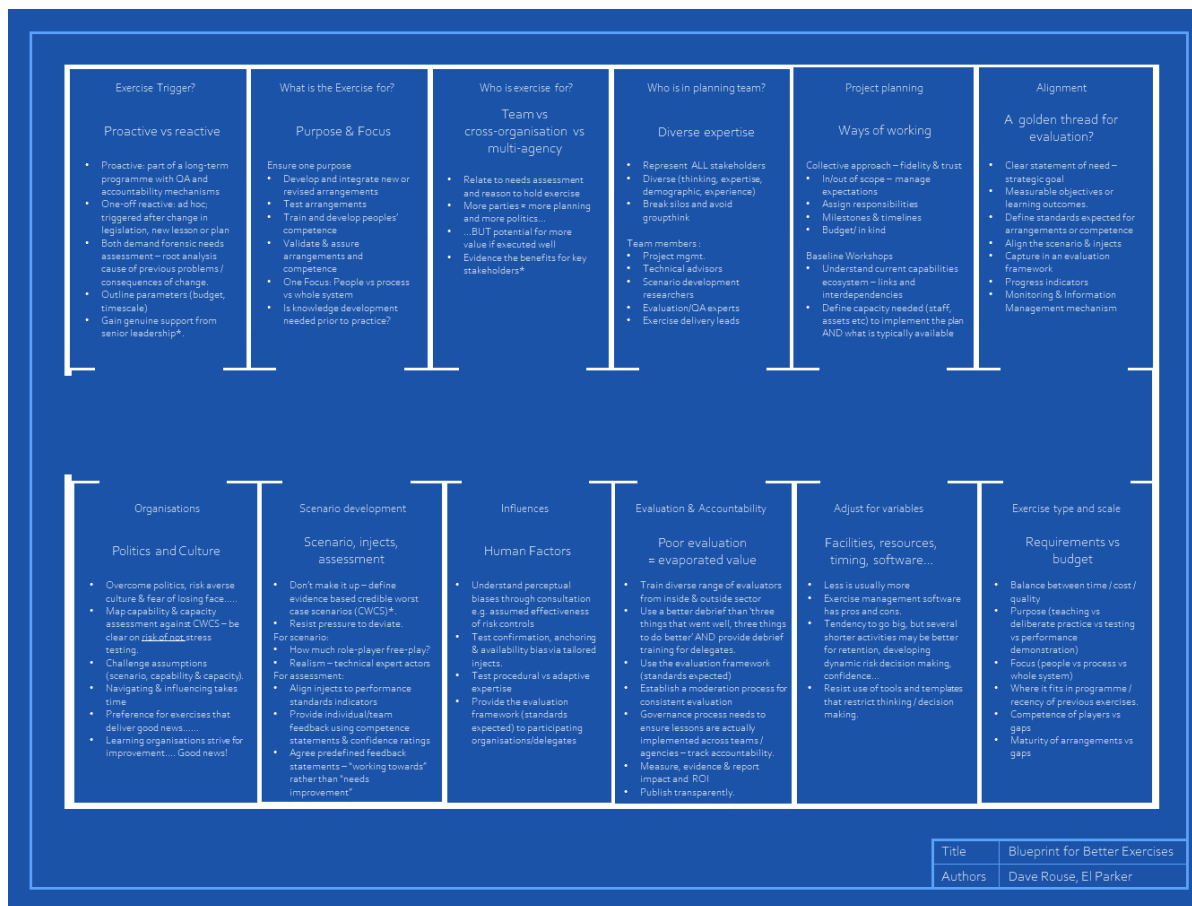 Exercise Trigger?
Proactive vs reactive
• Proactive: part of a long-term
programme with QA and
accountability mechanisms
• One-off reactive: ad hoc;
triggered after change in
legislation, new lesson or plan
• Both demand forensic needs
assessment – root analysis
cause of previous problems /
consequences of change.
• Outline parameters (budget,
timescale)
• Gain genuine support from
senior leadership*.
What is the Exercise for?
Purpose & Focus
Ensure one purpose
• Develop and integrate new or
revised arrangements
• Test arrangements
• Train and develop peoples'
competence
• Validate & assure
arrangements and
competence
• One Focus: People vs process
vs whole system
• Is knowledge development
needed prior to practice?
Who is exercise for?
Team vs
cross-organisation vs
multi-agency
• Relate to needs assessment
and reason to hold exercise
• More parties = more planning
and more politics...
• ...BUT potential for more
value if executed well
• Evidence the benefits for key
stakeholders*
Who is in planning team?
Diverse expertise
• Represent ALL stakeholders
• Diverse (thinking, expertise,
demographic, experience)
• Break silos and avoid
groupthink
Team members :
• Project mgmt.
• Technical advisors
• Scenario development
researchers
• Evaluation/QA experts
• Exercise delivery leads
Project planning
Ways of working
Collective approach – fidelity & trust
• In/out of scope – manage
expectations
• Assign responsibilities
• Milestones & timelines
• Budget/ in kind
Baseline Workshops
• Understand current capabilities
ecosystem – links and
interdependencies
• Define capacity needed (staff,
assets etc) to implement the plan
AND what is typically available
Alignment
A golden thread for
evaluation?
• Clear statement of need –
strategic goal
• Measurable objectives or
learning outcomes.
• Define standards expected for
arrangements or competence
• Align the scenario & injects
• Capture in an evaluation
framework
• Progress indicators
• Monitoring & Information
Management mechanism
Organisations
Politics and Culture
• Overcome politics, risk averse
culture & fear of losing face.....
• Map capability & capacity
assessment against CWCS – be
clear on risk of not stress
testing.
• Challenge assumptions
(scenario, capability & capacity).
• Navigating & influencing takes
time
• Preference for exercises that
deliver good news......
• Learning organisations strive for
improvement.... Good news!
Scenario development
Scenario, injects,
assessment
• Don't make it up – define
evidence based credible worst
case scenarios (CWCS)*.
• Resist pressure to deviate.
For scenario:
• How much role-player free-play?
• Realism – technical expert actors
For assessment:
• Align injects to performance
standards indicators
• Provide individual/team
feedback using competence
statements & confidence ratings
• Agree predefined feedback
statements – "working towards"
rather than "needs
improvement"
Influences
Human Factors
• Understand perceptual
biases through consultation
e.g. assumed effectiveness
of risk controls
• Test confirmation, anchoring
& availability bias via tailored
injects.
• Test procedural vs adaptive
expertise
• Provide the evaluation
framework (standards
expected) to participating
organisations/delegates
Evaluation & Accountability
Poor evaluation
= evaporated value
• Train diverse range of evaluators
from inside & outside sector
• Use a better debrief than 'three
things that went well, three things
to do better' AND provide debrief
training for delegates.
• Use the evaluation framework
(standards expected)
• Establish a moderation process for
consistent evaluation
• Governance process needs to
ensure lessons are actually
implemented across teams /
agencies – track accountability.
• Measure, evidence & report
impact and ROI
• Publish transparently.
Adjust for variables
Facilities, resources,
timing, software...
• Less is usually more
• Exercise management software
has pros and cons.
• Tendency to go big, but several
shorter activities may be better
for retention, developing
dynamic risk decision making,
confidence...
• Resist use of tools and templates
that restrict thinking / decision
making.
Exercise type and scale
Requirements vs
budget
• Balance between time / cost /
quality
• Purpose (teaching vs
deliberate practice vs testing
vs performance
demonstration)
• Focus (people vs process vs
whole system)
• Where it fits in programme /
recency of previous exercises.
• Competence of players vs
gaps
• Maturity of arrangements vs
gaps
Title Blueprint for Better Exercises
Authors Dave Rouse, El Parker